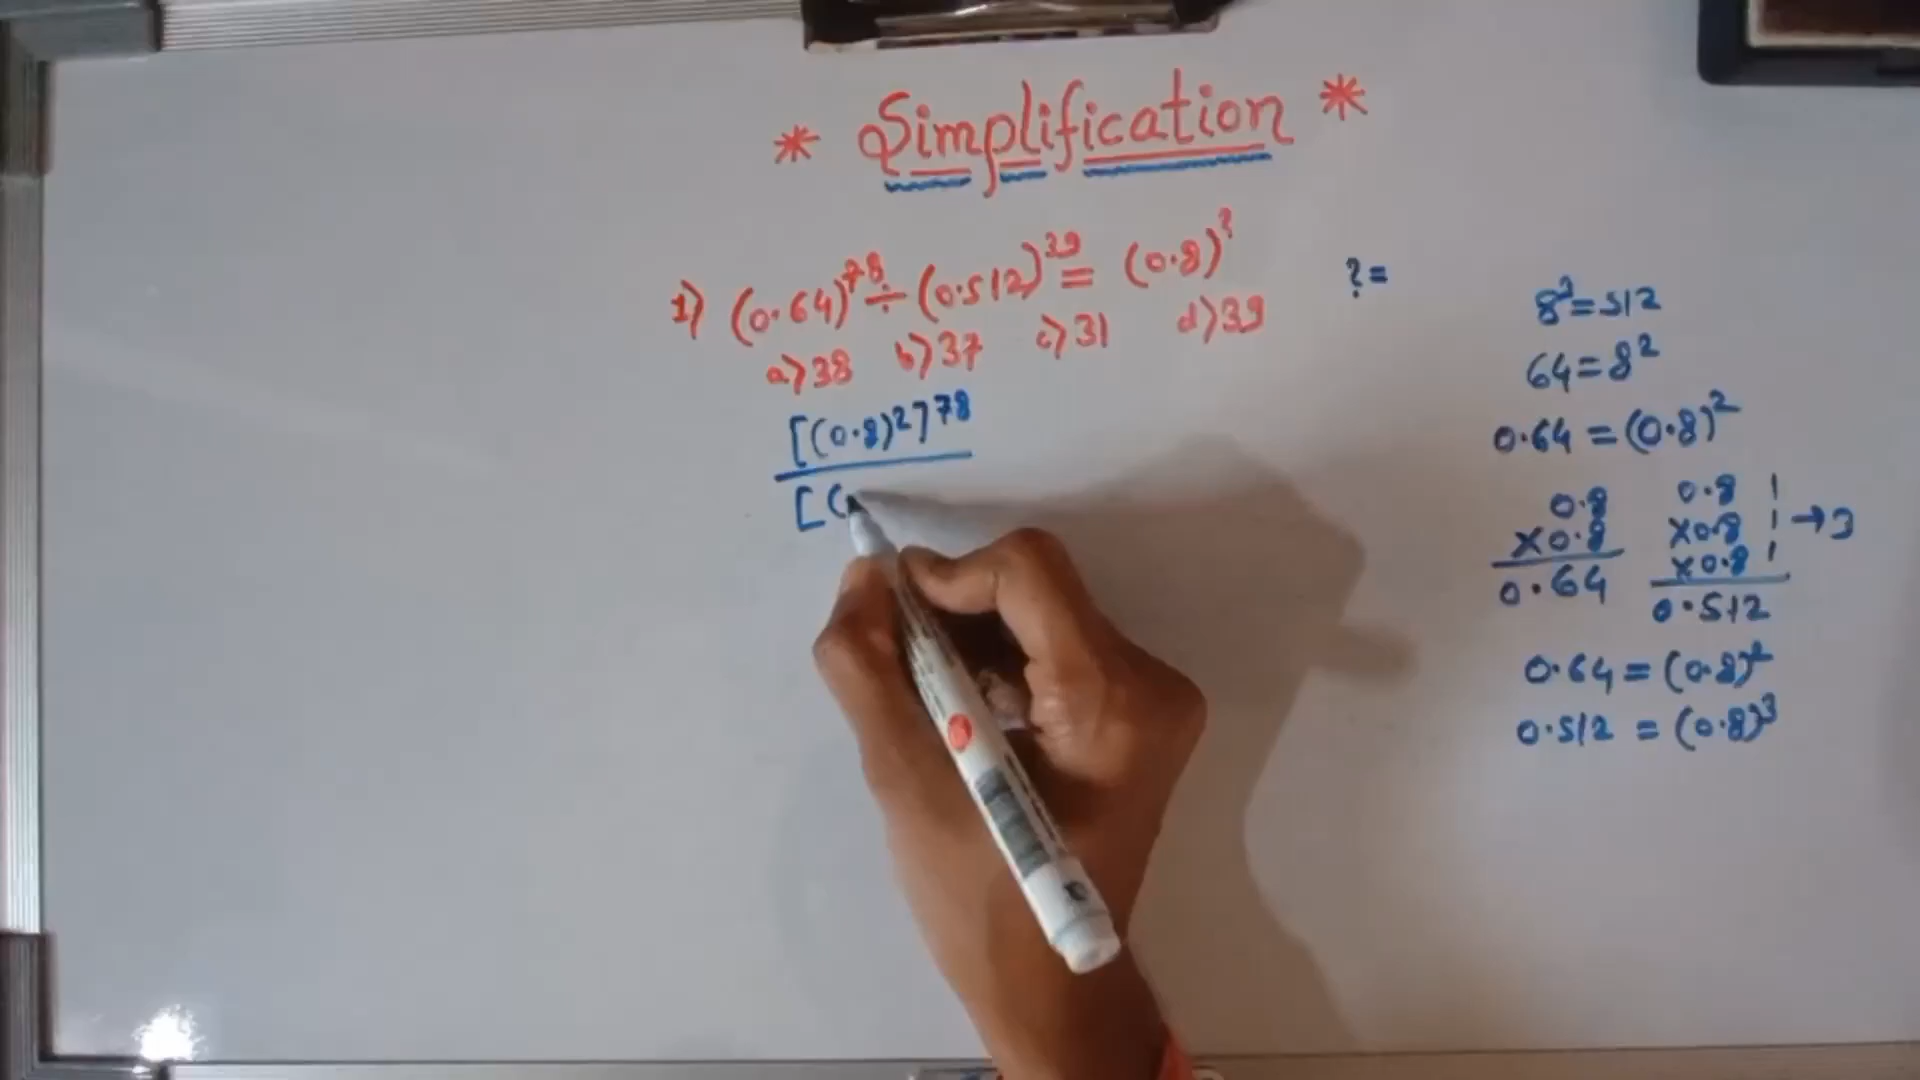 * Simplification *
1) (0.64)^78 ÷ (0.512)^39 = (0.8)^?
a) 38 b) 37 c) 31 d) 39
? =
[(0.8)^2]^78
[(
8^3 = 512
64 = 8^2
0.64 = (0.8)^2
0.8
×0.8
0.64
0.8
×0.8
×0.8
→3
0.512
0.64 = (0.8)^2
0.512 = (0.8)^3